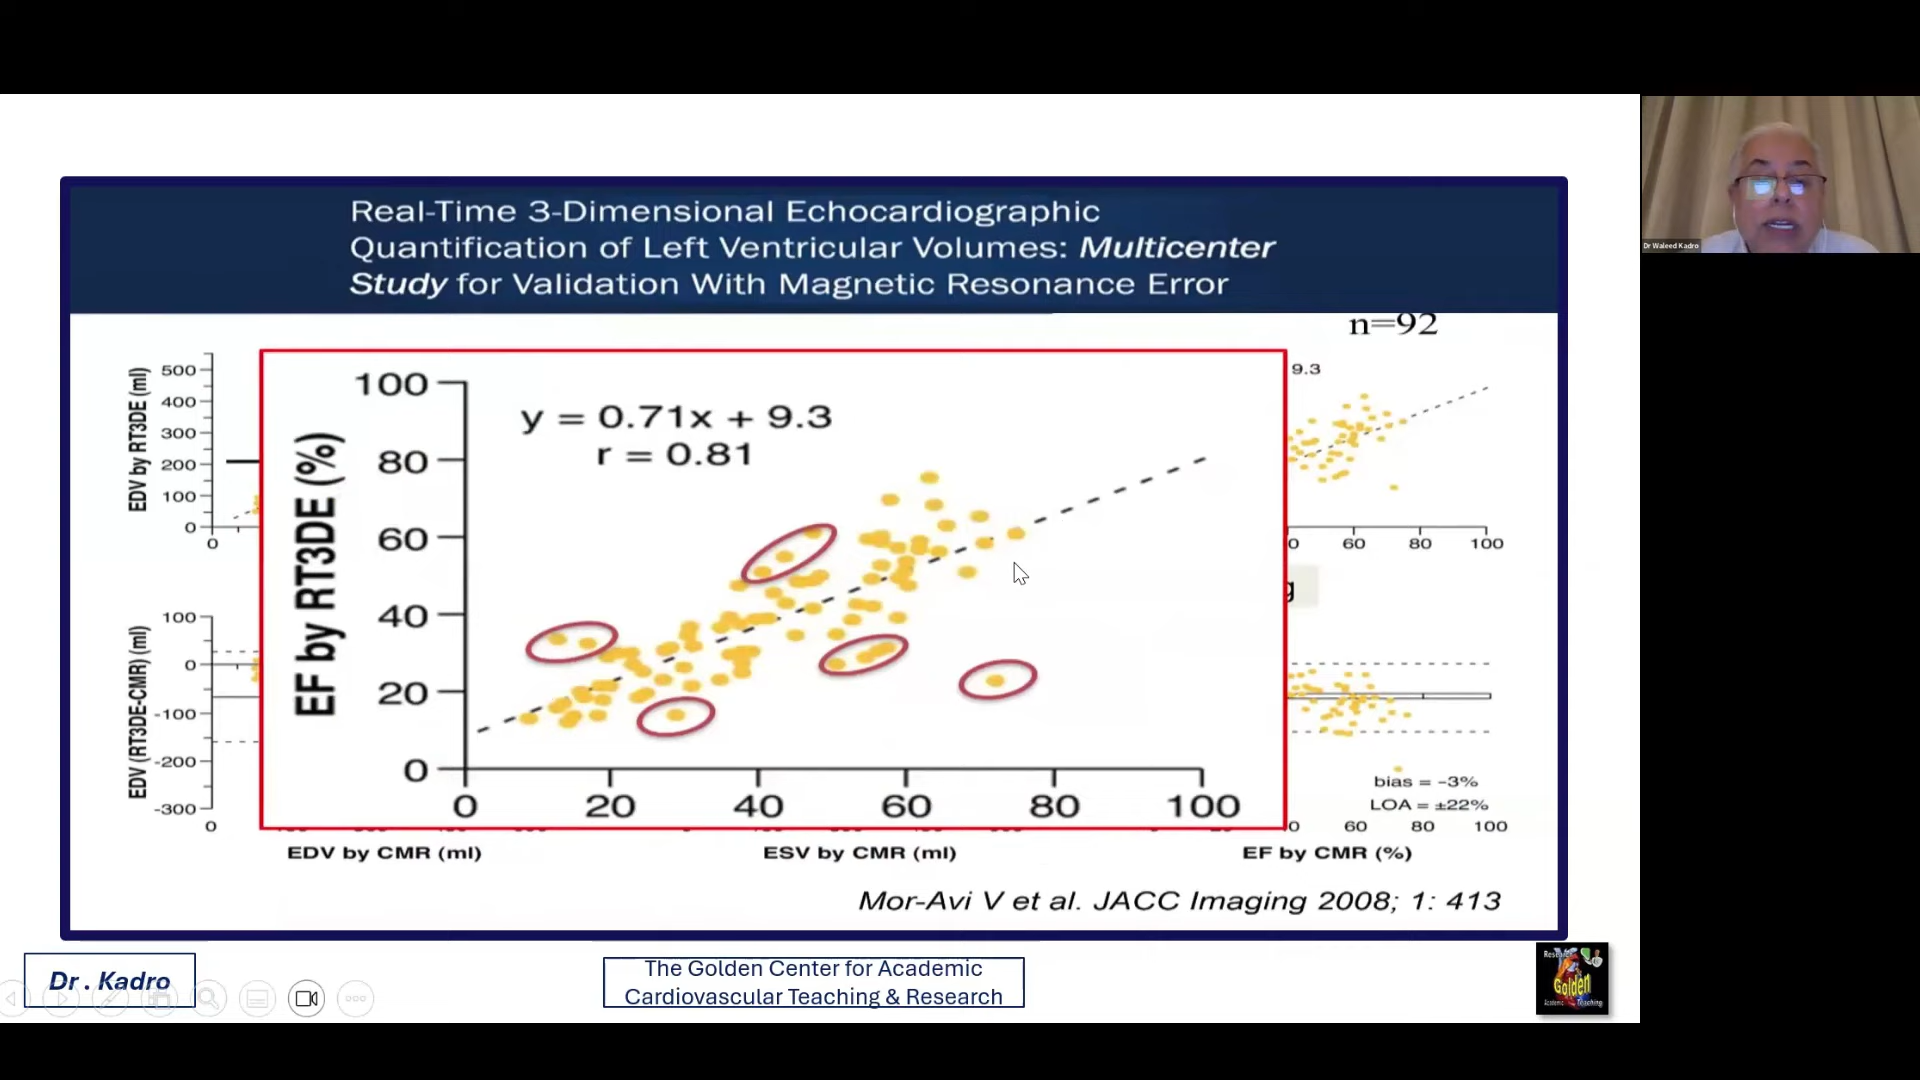 Dr Waleed Kadro
Real-Time 3-Dimensional Echocardiographic
Quantification of Left Ventricular Volumes: Multicenter
Study for Validation With Magnetic Resonance Error
n=92
EDV by RT3DE (ml)
500
400
300
200
100
0
0
EDV (RT3DE-CMR) (ml)
100
0
-100
-200
-300
0
EF by RT3DE (%)
y = 0.71x + 9.3
r = 0.81
100
80
60
40
20
0
0 20 40 60 80 100
9.3
0 60 80 100
g
bias = -3%
LOA = ±22%
0 60 80 100
EDV by CMR (ml)
ESV by CMR (ml)
EF by CMR (%)
Mor-Avi V et al. JACC Imaging 2008; 1: 413
Dr . Kadro
The Golden Center for Academic
Cardiovascular Teaching & Research
Golden
Academic Teaching